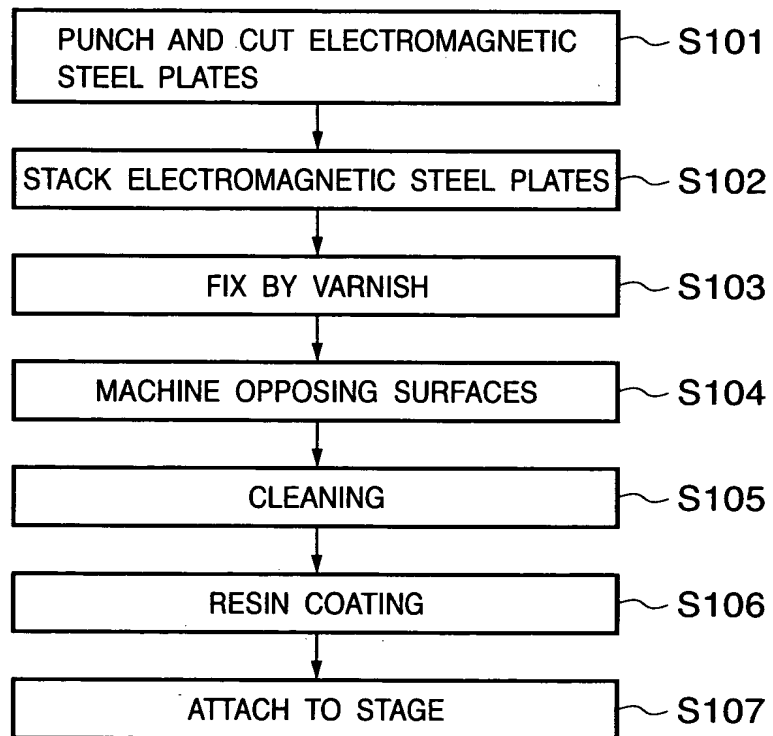 PUNCH AND CUT ELECTROMAGNETIC
STEEL PLATES
S101
STACK ELECTROMAGNETIC STEEL PLATES
S102
FIX BY VARNISH
S103
MACHINE OPPOSING SURFACES
S104
CLEANING
S105
RESIN COATING
S106
ATTACH TO STAGE
S107